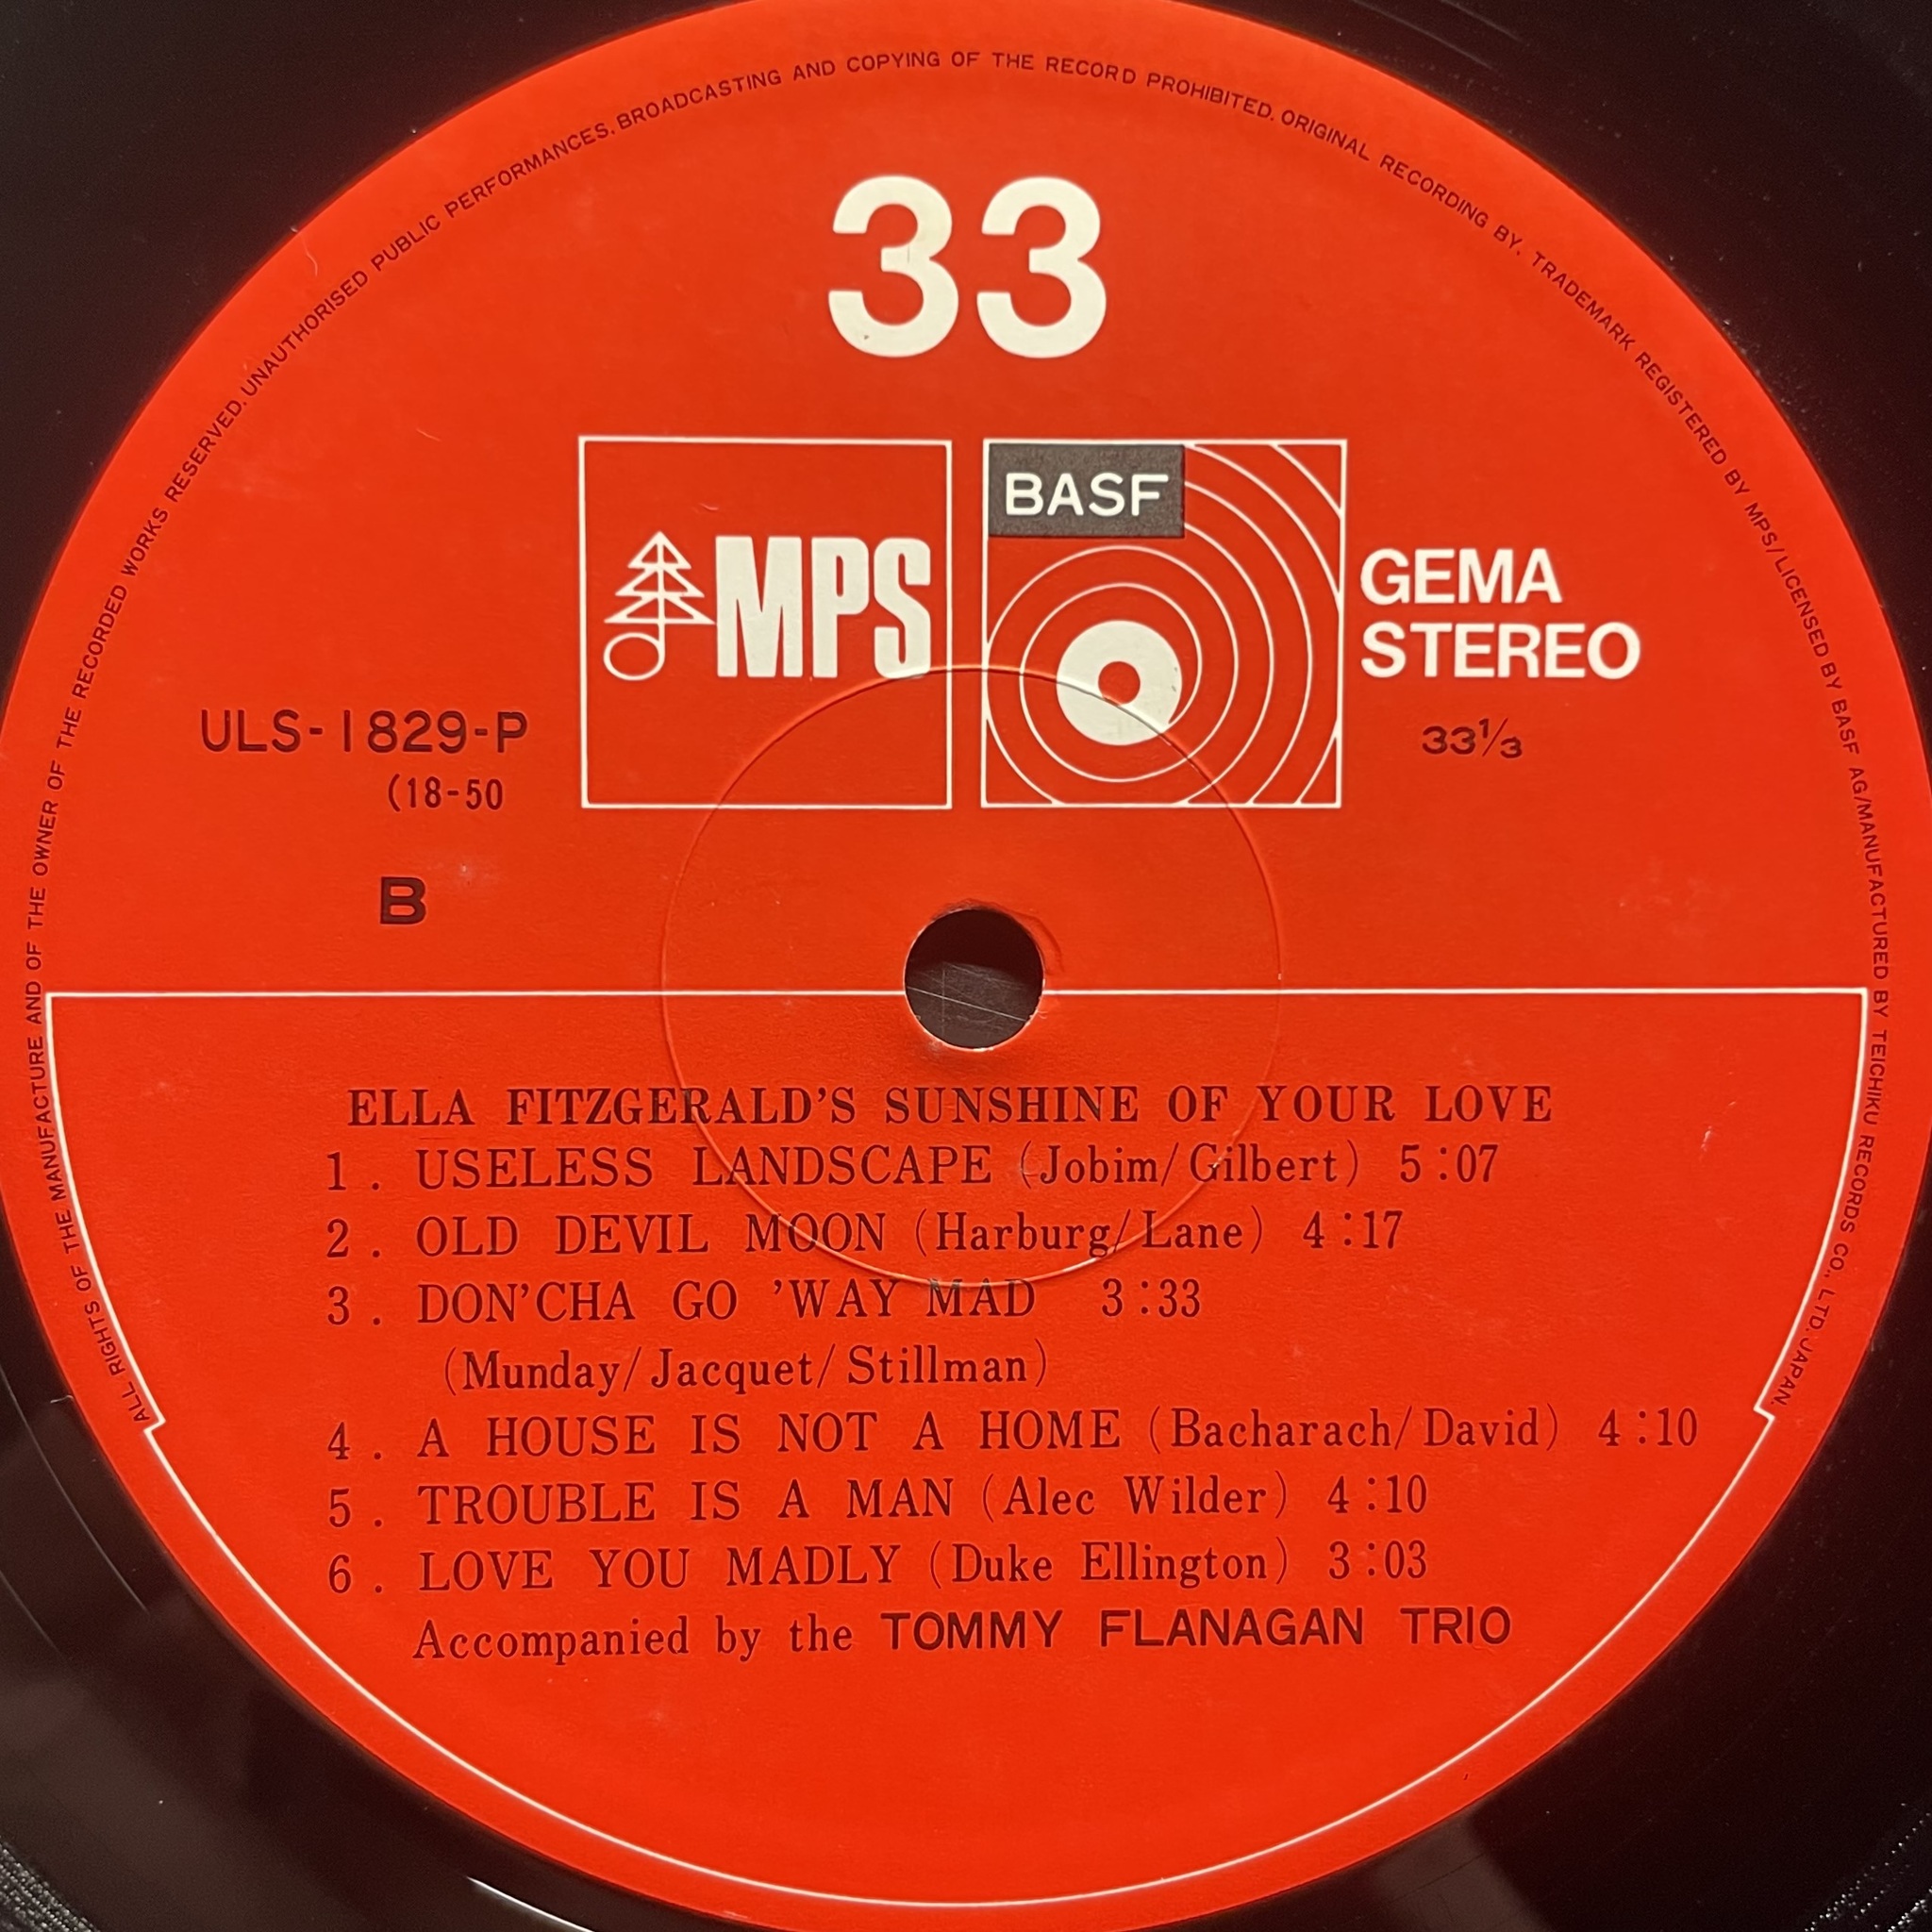 ALL RIGHTS OF THE MANUFACTURE AND OF THE OWNER OF THE RECORDED WORKS RESERVED. UNAUTHORISED PUBLIC PERFORMANCES, BROADCASTING AND COPYING OF THE RECORD PROHIBITED. ORIGINAL RECORDING BY, TRADEMARK REGISTERED BY MPS/LICENSED BY BASF AG/MANUFACTURED BY TEICHIKU RECORDS CO., LTD. JAPAN.
33
MPS
BASF
GEMA
STEREO
ULS-1829-P
33⅓
(18-50
B
ELLA FITZGERALD'S SUNSHINE OF YOUR LOVE
1. USELESS LANDSCAPE (Jobim/Gilbert) 5:07
2. OLD DEVIL MOON (Harburg/Lane) 4:17
3. DON'CHA GO 'WAY MAD 3:33
(Munday/Jacquet/Stillman)
4. A HOUSE IS NOT A HOME (Bacharach/David) 4:10
5. TROUBLE IS A MAN (Alec Wilder) 4:10
6. LOVE YOU MADLY (Duke Ellington) 3:03
Accompanied by the TOMMY FLANAGAN TRIO